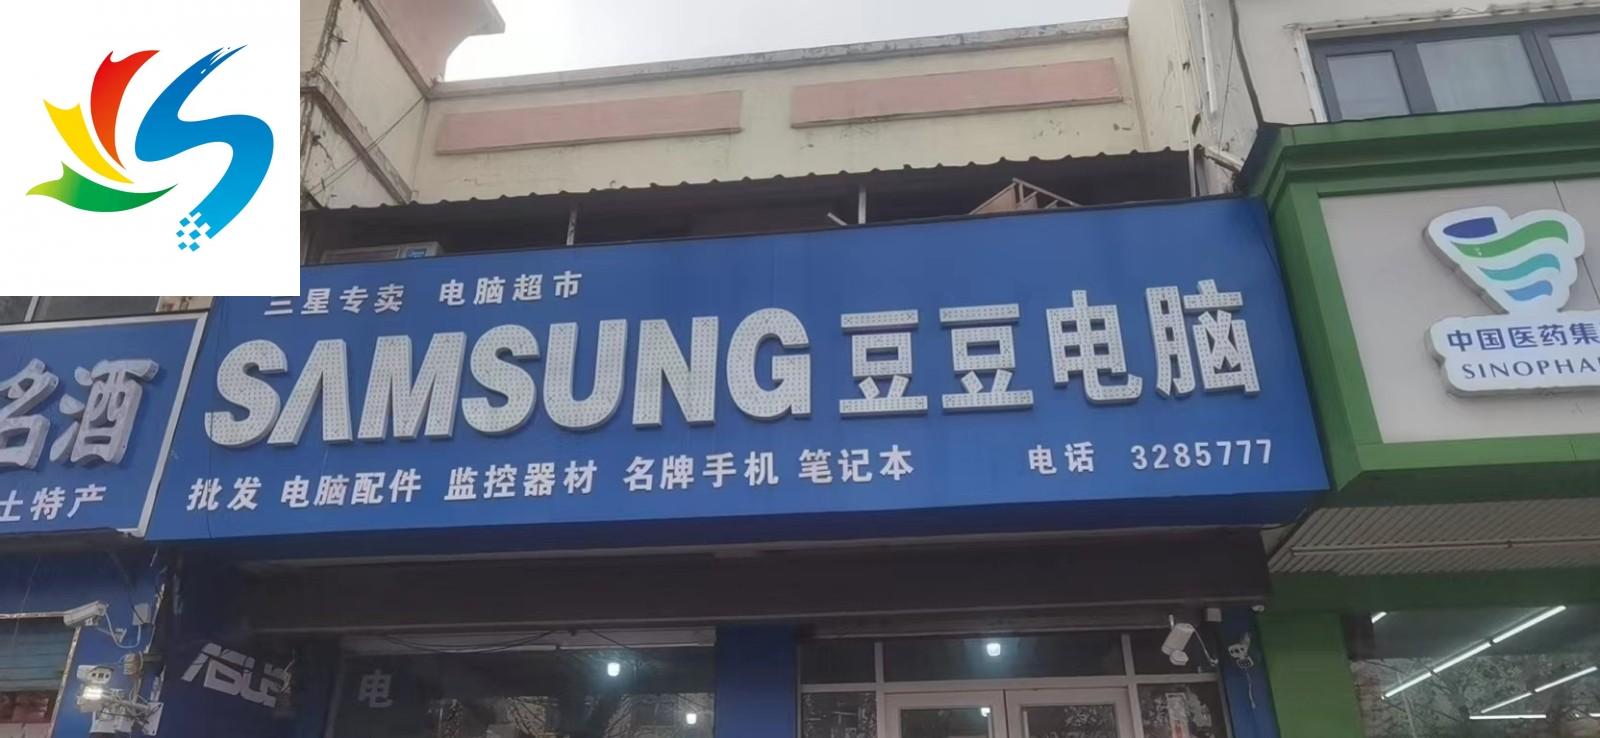 三星专卖 电脑超市
SAMSUNG 豆豆电脑
批发 电脑配件 监控器材 名牌手机 笔记本 电话 3285777
名酒
土特产
中国医药集
SINOPHA
电